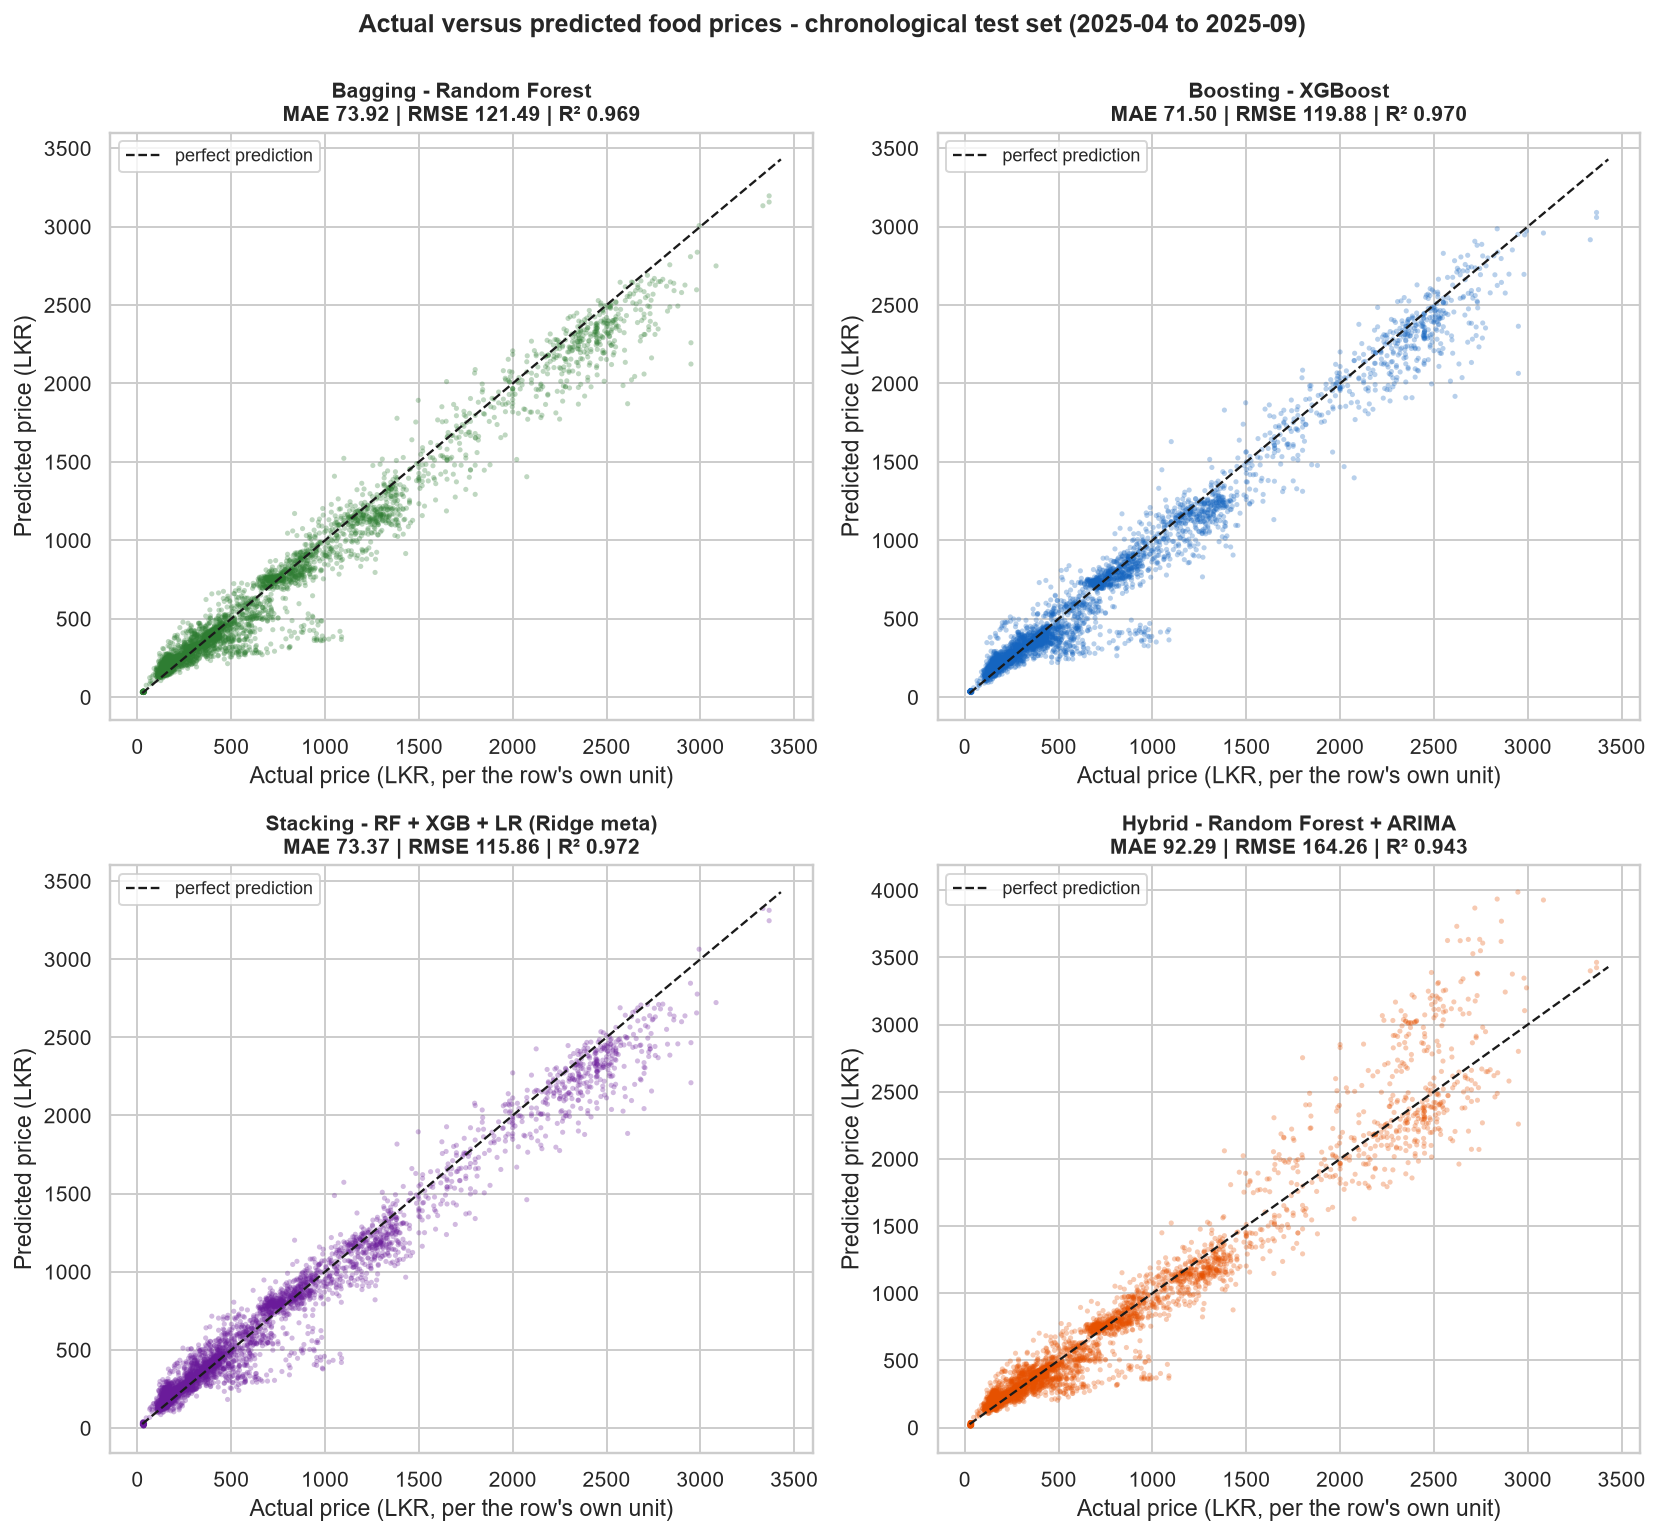 Actual versus predicted food prices - chronological test set (2025-04 to 2025-09)
Bagging - Random Forest
MAE 73.92 | RMSE 121.49 | R² 0.969
perfect prediction
3500
3000
2500
2000
1500
1000
500
0
Predicted price (LKR)
0 500 1000 1500 2000 2500 3000 3500
Actual price (LKR, per the row's own unit)
Boosting - XGBoost
MAE 71.50 | RMSE 119.88 | R² 0.970
perfect prediction
3500
3000
2500
2000
1500
1000
500
0
Predicted price (LKR)
0 500 1000 1500 2000 2500 3000 3500
Actual price (LKR, per the row's own unit)
Stacking - RF + XGB + LR (Ridge meta)
MAE 73.37 | RMSE 115.86 | R² 0.972
perfect prediction
3500
3000
2500
2000
1500
1000
500
0
Predicted price (LKR)
0 500 1000 1500 2000 2500 3000 3500
Actual price (LKR, per the row's own unit)
Hybrid - Random Forest + ARIMA
MAE 92.29 | RMSE 164.26 | R² 0.943
perfect prediction
4000
3500
3000
2500
2000
1500
1000
500
0
Predicted price (LKR)
0 500 1000 1500 2000 2500 3000 3500
Actual price (LKR, per the row's own unit)